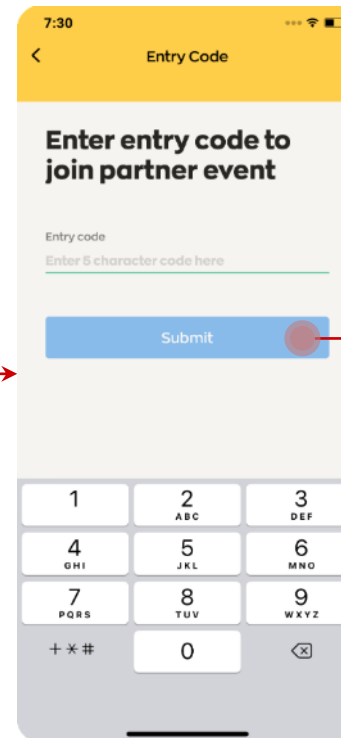 7:30
Entry Code
Enter entry code to
join partner event
Entry code
Enter 5 character code here
Submit
1
2
ABC
3
DEF
4
GHI
5
JKL
6
MNO
7
PQRS
8
TUV
9
WXYZ
+*#
0